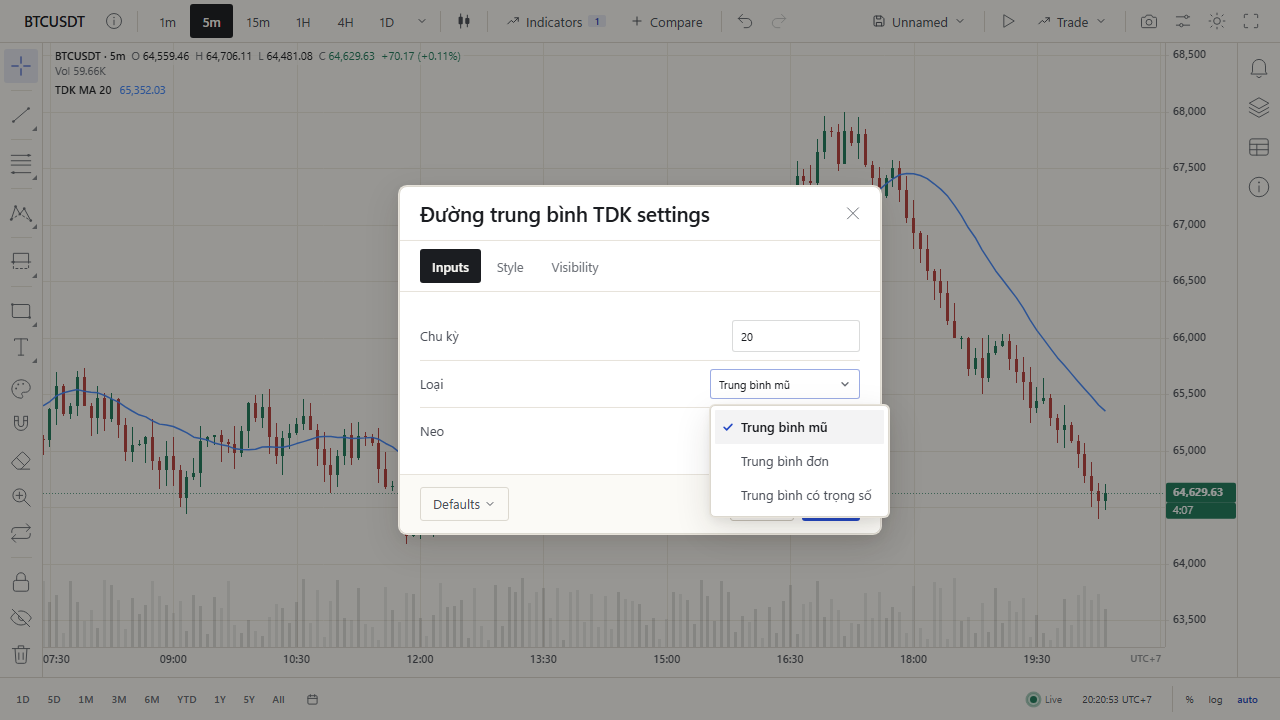 BTCUSDT 1m 5m 15m 1H 4H 1D Indicators 1 Compare Unnamed Trade
BTCUSDT · 5m O 64,559.46 H 64,706.11 L 64,481.08 C 64,629.63 +70.17 (+0.11%)
Vol 59.66K
TDK MA 20 65,352.03
68,500
68,000
67,500
67,000
66,500
66,000
65,500
65,000
64,629.63
4:07
64,000
63,500
Đường trung bình TDK settings
Inputs Style Visibility
Chu kỳ 20
Loại Trung bình mũ
Neo
Trung bình mũ
Trung bình đơn
Trung bình có trọng số
Defaults
07:30 09:00 10:30 12:00 13:30 15:00 16:30 18:00 19:30 UTC+7
1D 5D 1M 3M 6M YTD 1Y 5Y All Live 20:20:53 UTC+7 % log auto